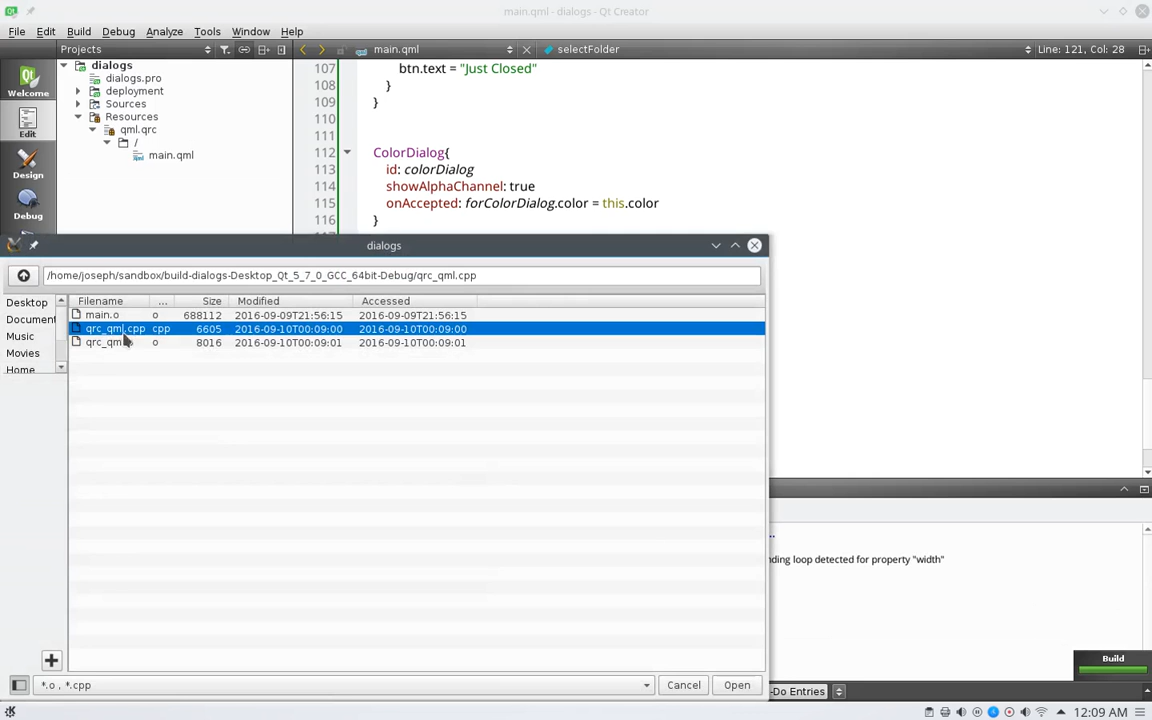 main.qml - dialogs - Qt Creator
File Edit Build Debug Analyze Tools Window Help
Projects
main.qml
selectFolder
Line: 121, Col: 28
Welcome
Edit
Design
Debug
dialogs
dialogs.pro
deployment
Sources
Resources
qml.qrc
/
main.qml
107 btn.text = "Just Closed"
108 }
109 }
110
111
112 ColorDialog{
113 id: colorDialog
114 showAlphaChannel: true
115 onAccepted: forColorDialog.color = this.color
116 }
dialogs
/home/joseph/sandbox/build-dialogs-Desktop_Qt_5_7_0_GCC_64bit-Debug/qrc_qml.cpp
Desktop
Document
Music
Movies
Home
Filename ... Size Modified Accessed
main.o o 688112 2016-09-09T21:56:15 2016-09-09T21:56:15
qrc_qml.cpp cpp 6605 2016-09-10T00:09:00 2016-09-10T00:09:00
qrc_qm o 8016 2016-09-10T00:09:01 2016-09-10T00:09:01
*.o , *.cpp
Cancel
Open
nding loop detected for property "width"
Build
-Do Entries
12:09 AM